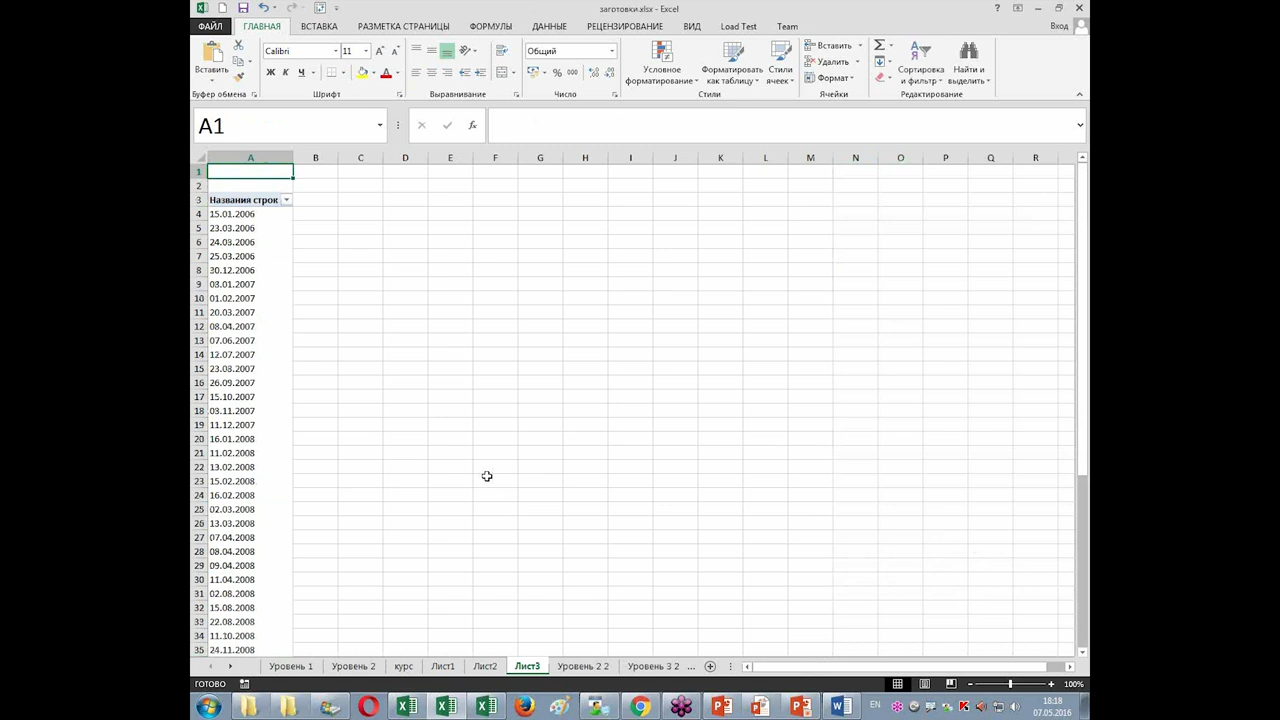 заготовки.xlsx - Excel
ФАЙЛ ГЛАВНАЯ ВСТАВКА РАЗМЕТКА СТРАНИЦЫ ФОРМУЛЫ ДАННЫЕ РЕЦЕНЗИРОВАНИЕ ВИД Load Test Team Вход
Calibri 11 Общий
Вставить
Ж К Ч
Условное форматирование
Форматировать как таблицу
Стили ячеек
Вставить
Удалить
Формат
Сортировка и фильтр
Найти и выделить
Буфер обмена Шрифт Выравнивание Число Стили Ячейки Редактирование
A1
A B C D E F G H I J K L M N O P Q R
1
2
3 Названия строк
4 15.01.2006
5 23.03.2006
6 24.03.2006
7 25.03.2006
8 30.12.2006
9 03.01.2007
10 01.02.2007
11 20.03.2007
12 08.04.2007
13 07.06.2007
14 12.07.2007
15 23.08.2007
16 26.09.2007
17 15.10.2007
18 03.11.2007
19 11.12.2007
20 16.01.2008
21 11.02.2008
22 13.02.2008
23 15.02.2008
24 16.02.2008
25 02.03.2008
26 13.03.2008
27 07.04.2008
28 08.04.2008
29 09.04.2008
30 11.04.2008
31 02.08.2008
32 15.08.2008
33 22.08.2008
34 11.10.2008
35 24.11.2008
Уровень 1 Уровень 2 курс Лист1 Лист2 Лист3 Уровень 2 2 Уровень 3 2 ...
ГОТОВО 100%
EN 18:18
07.05.2016